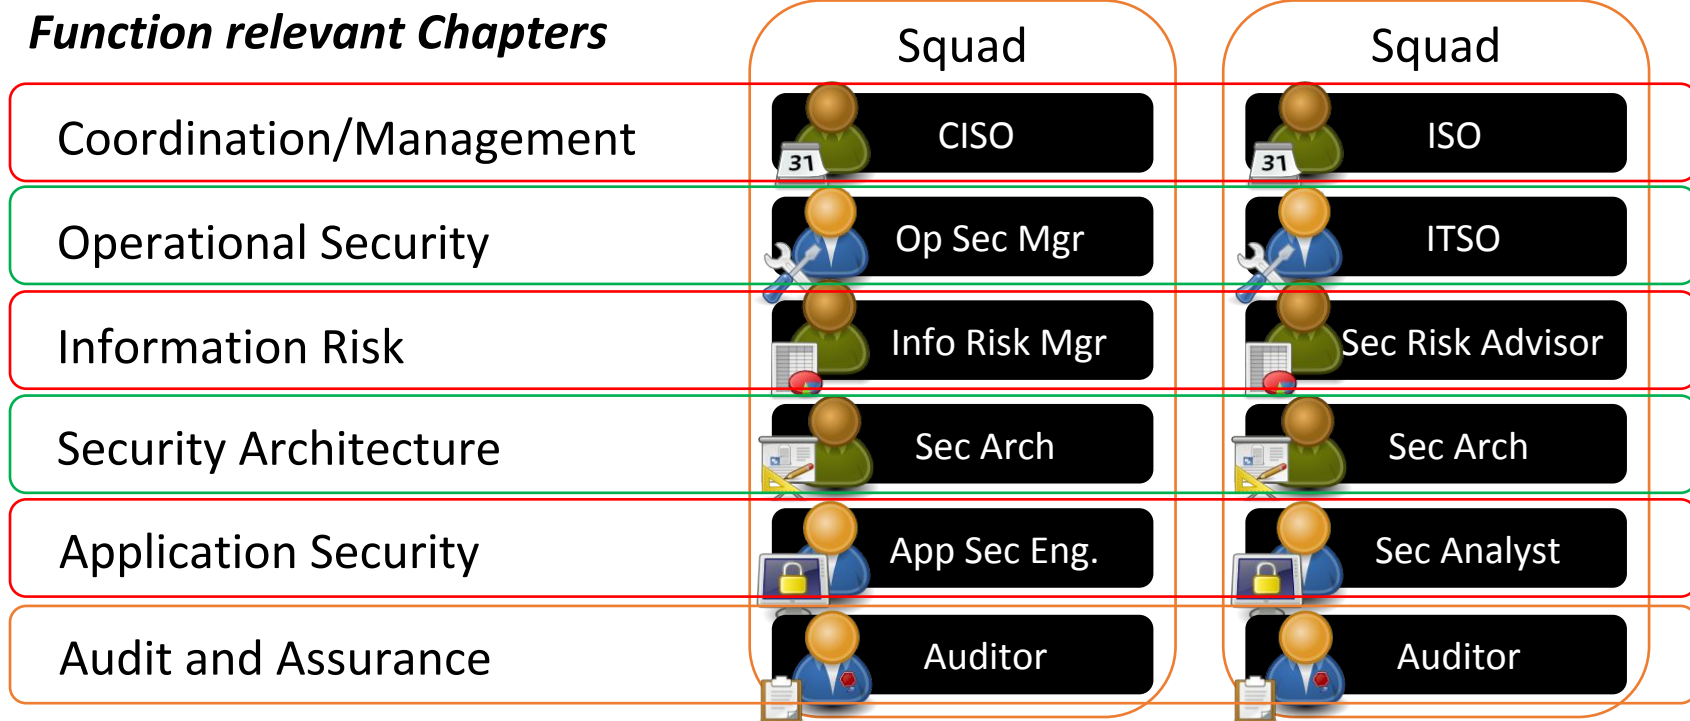 Function relevant Chapters
Squad
Squad
Coordination/Management
31
CISO
31
ISO
Operational Security
Op Sec Mgr
ITSO
Information Risk
Info Risk Mgr
Sec Risk Advisor
Security Architecture
Sec Arch
Sec Arch
Application Security
App Sec Eng.
Sec Analyst
Audit and Assurance
Auditor
Auditor